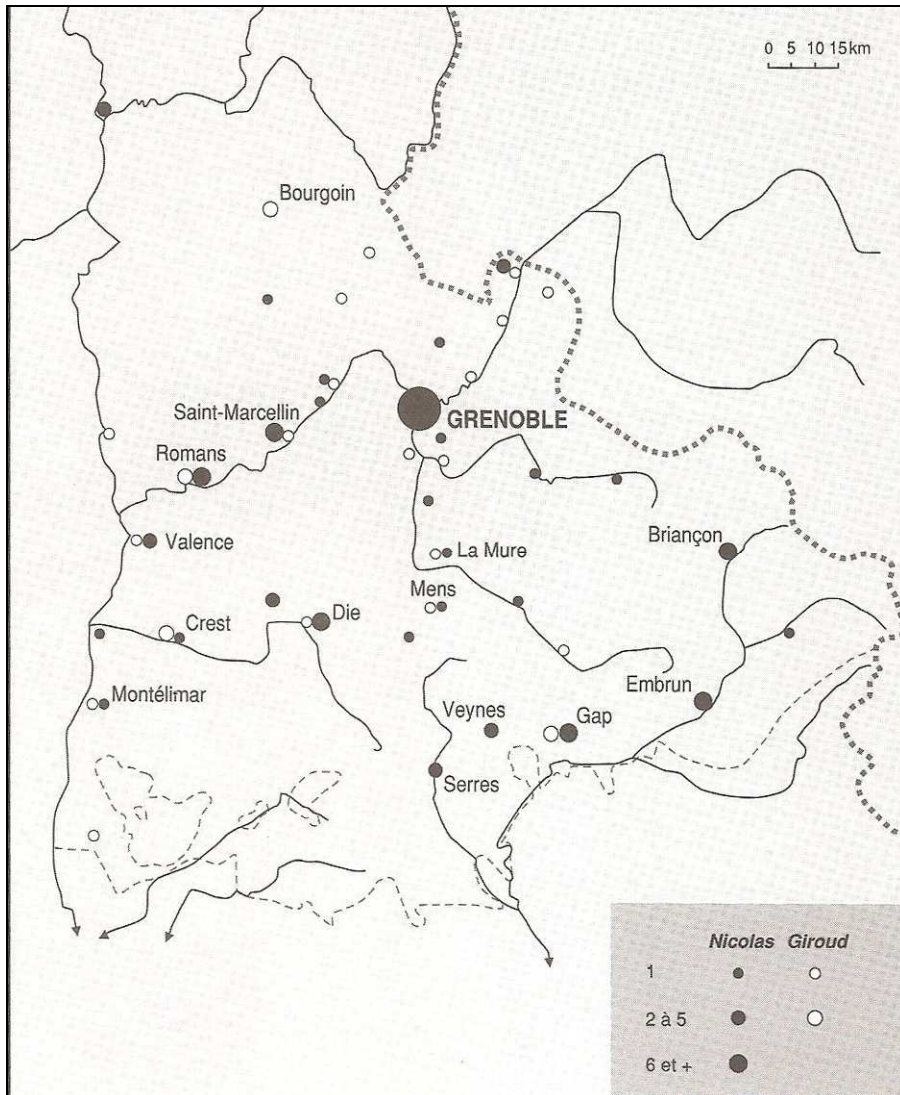 0 5 10 15km
Bourgoin
Saint-Marcellin
GRENOBLE
Romans
Valence
La Mure
Briançon
Mens
Die
Crest
Embrun
Montélimar
Veynes
Gap
Serres
Nicolas Giroud
1
2 à 5
6 et +